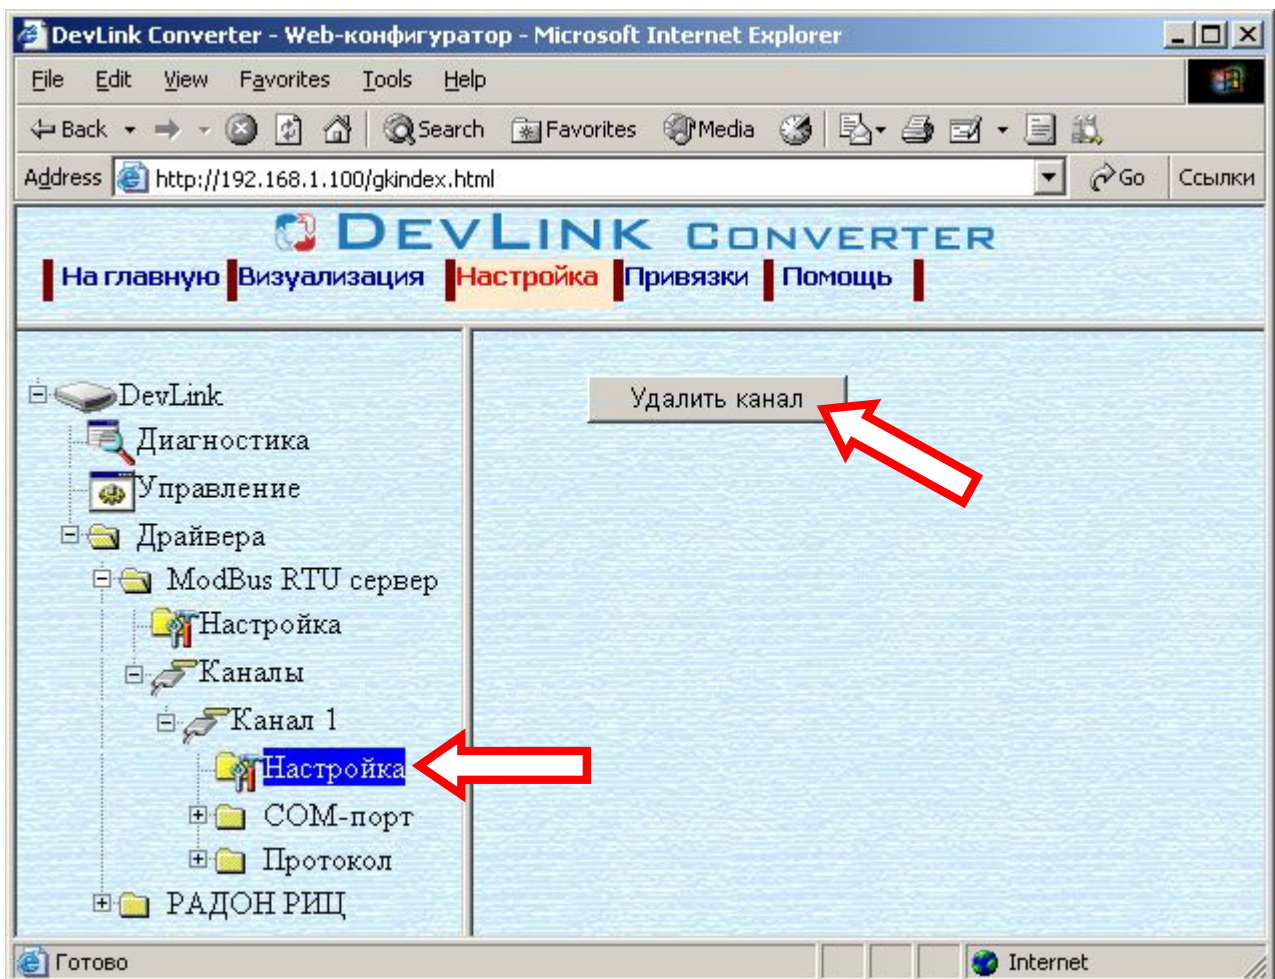 DevLink Converter - Web-конфигуратор - Microsoft Internet Explorer
File Edit View Favorites Tools Help
Back Search Favorites Media
Address http://192.168.1.100/gkindex.html Go Ссылки
DEVLINK CONVERTER
На главную Визуализация Настройка Привязки Помощь
DevLink
Удалить канал
Диагностика
Управление
Драйвера
ModBus RTU сервер
Настройка
Каналы
Канал 1
Настройка
COM-порт
Протокол
РАДОН РИЦ
Готово Internet